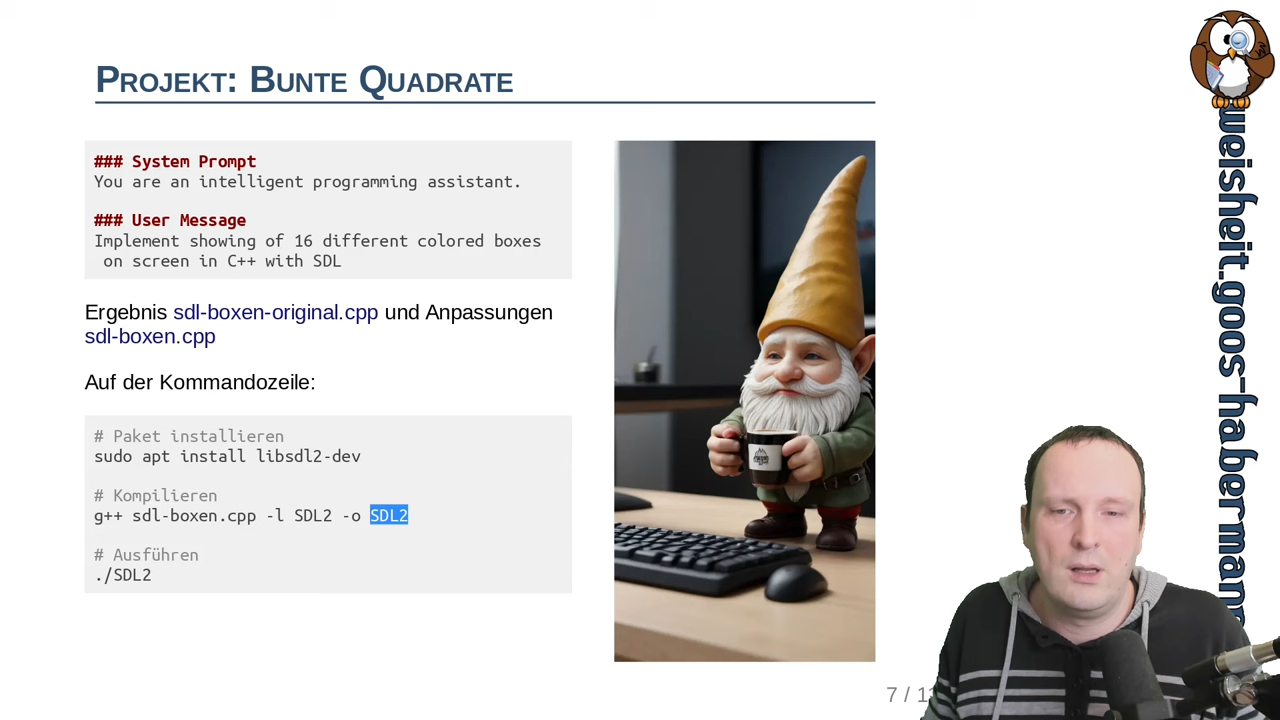 Projekt: Bunte Quadrate
### System Prompt
You are an intelligent programming assistant.
### User Message
Implement showing of 16 different colored boxes
on screen in C++ with SDL
Ergebnis sdl-boxen-original.cpp und Anpassungen
sdl-boxen.cpp
Auf der Kommandozeile:
# Paket installieren
sudo apt install libsdl2-dev
# Kompilieren
g++ sdl-boxen.cpp -l SDL2 -o SDL2
# Ausführen
./SDL2
7 /
weisheit.goos-habermann